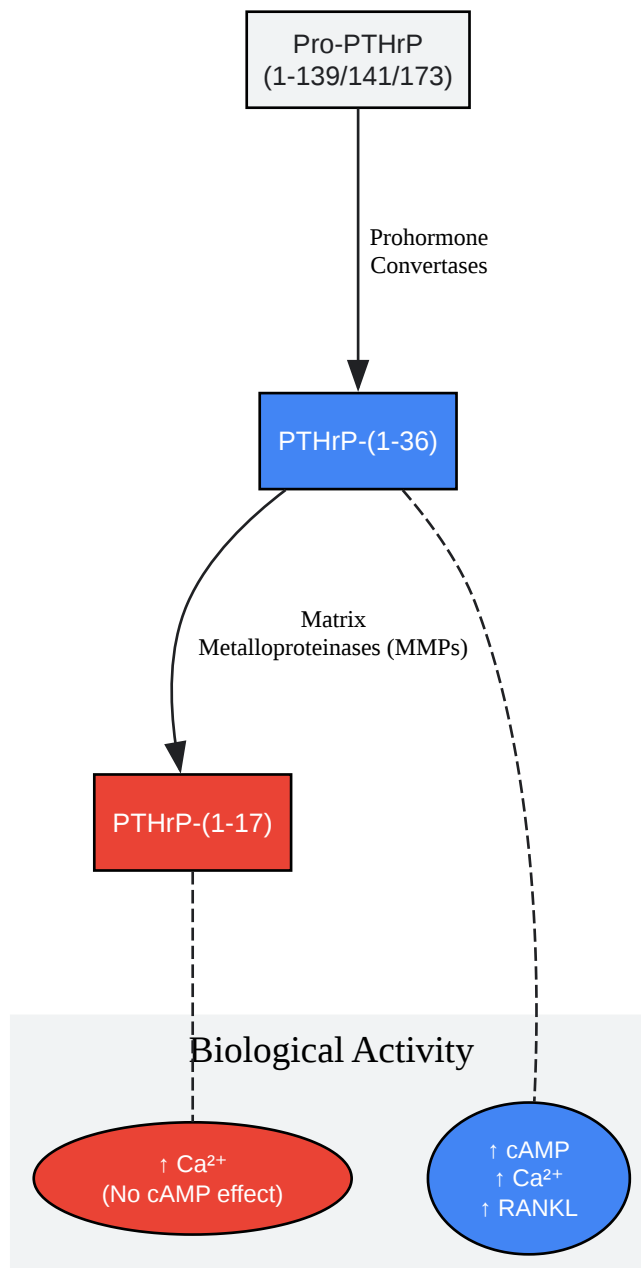 Pro-PTHrP
(1-139/141/173)
Prohormone
Convertases
PTHrP-(1-36)
Matrix
Metalloproteinases (MMPs)
PTHrP-(1-17)
Biological Activity
↑ Ca²⁺
(No cAMP effect)
↑ cAMP
↑ Ca²⁺
↑ RANKL